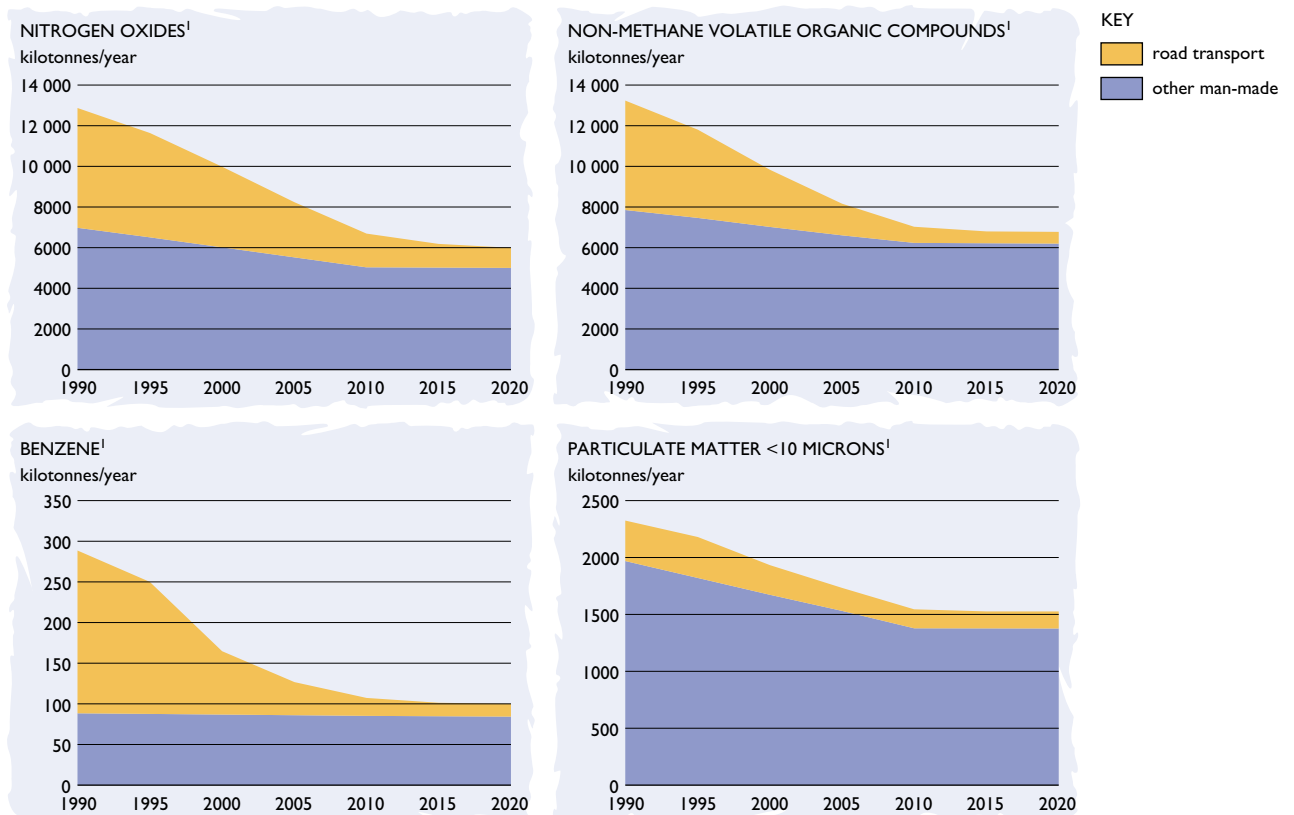 NITROGEN OXIDES¹
kilotonnes/year
14 000
12 000
10 000
8000
6000
4000
2000
0
1990 1995 2000 2005 2010 2015 2020
NON-METHANE VOLATILE ORGANIC COMPOUNDS¹
kilotonnes/year
14 000
12 000
10 000
8000
6000
4000
2000
0
1990 1995 2000 2005 2010 2015 2020
KEY
road transport
other man-made
BENZENE¹
kilotonnes/year
350
300
250
200
150
100
50
0
1990 1995 2000 2005 2010 2015 2020
PARTICULATE MATTER <10 MICRONS¹
kilotonnes/year
2500
2000
1500
1000
500
0
1990 1995 2000 2005 2010 2015 2020